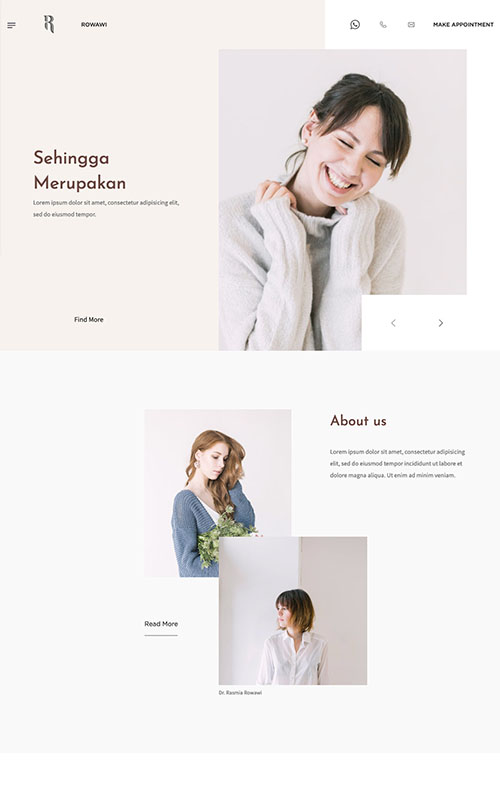 R
ROWAWI
MAKE APPOINTMENT
Sehingga
Merupakan
Lorem ipsum dolor sit amet, consectetur adipisicing elit,
sed do eiusmod tempor.
Find More
About us
Lorem ipsum dolor sit amet, consectetur adipisicing
elit, sed do eiusmod tempor incididunt ut labore et
dolore magna aliqua. Ut enim ad minim veniam.
Read More
Dr. Rasmia Rowawi